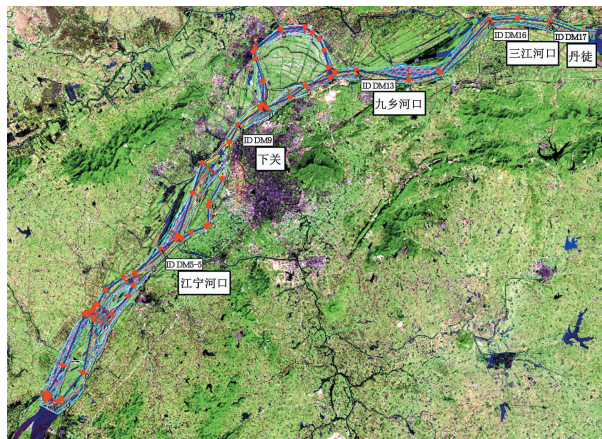 ID DM16
ID DM17
三江河口
丹徒
ID DM13
九乡河口
ID DM9
下关
ID DM5-5
江宁河口